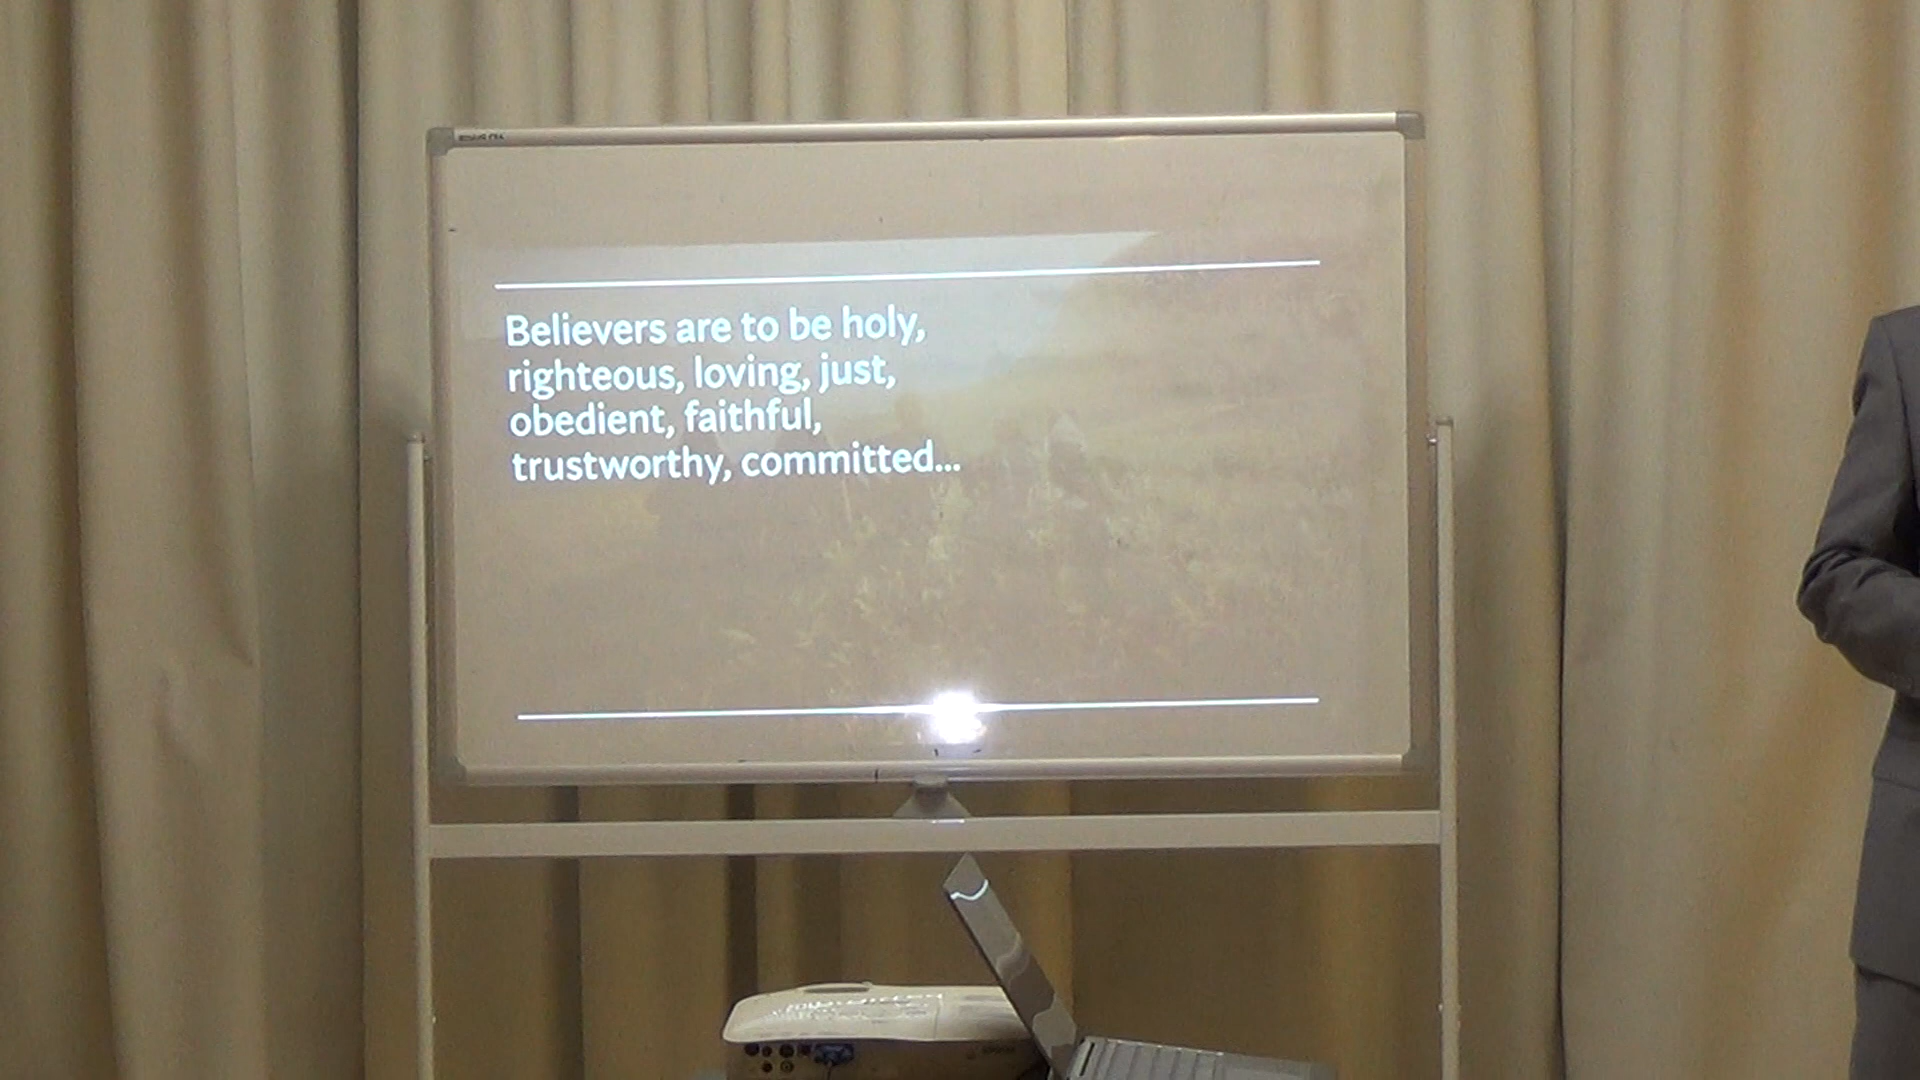 Believers are to be holy,
righteous, loving, just,
obedient, faithful,
trustworthy, committed...